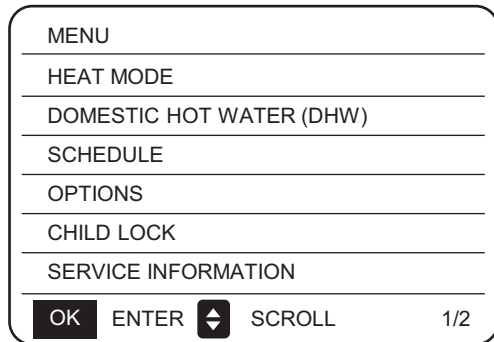 MENU
HEAT MODE
DOMESTIC HOT WATER (DHW)
SCHEDULE
OPTIONS
CHILD LOCK
SERVICE INFORMATION
OK ENTER SCROLL 1/2